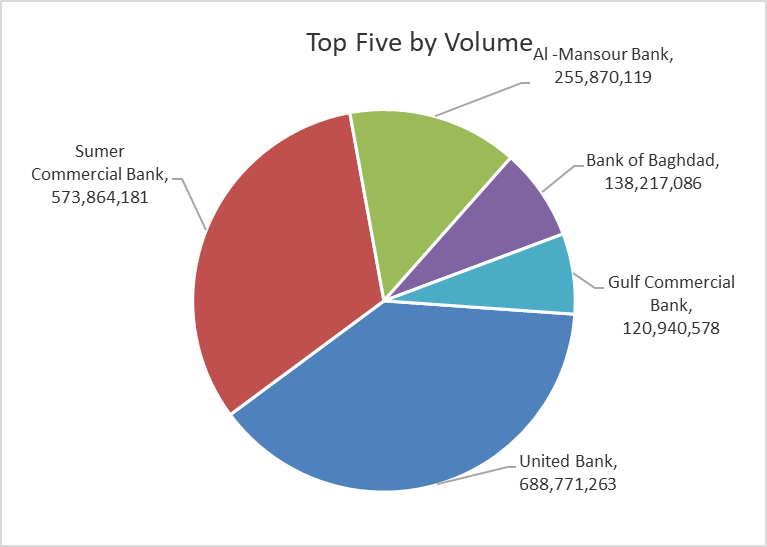 Top Five by Volume
Al -Mansour Bank,
255,870,119
Bank of Baghdad,
138,217,086
Gulf Commercial
Bank,
120,940,578
United Bank,
688,771,263
Sumer
Commercial Bank,
573,864,181